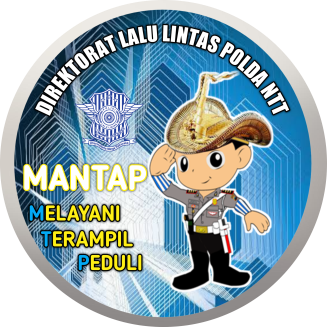 DIREKTORAT LALU LINTAS POLDA NTT
MANTAP
MELAYANI
TERAMPIL
PEDULI